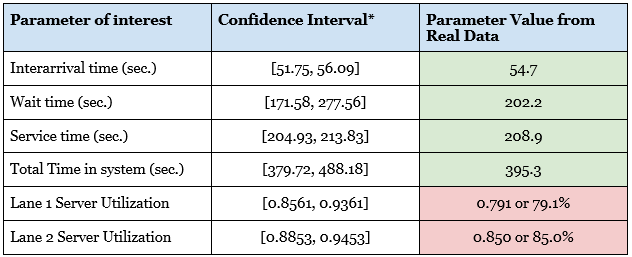 Parameter of interest Confidence Interval* Parameter Value from
Real Data
Interarrival time (sec.) [51.75, 56.09] 54.7
Wait time (sec.) [171.58, 277.56] 202.2
Service time (sec.) [204.93, 213.83] 208.9
Total Time in system (sec.) [379.72, 488.18] 395.3
Lane 1 Server Utilization [0.8561, 0.9361] 0.791 or 79.1%
Lane 2 Server Utilization [0.8853, 0.9453] 0.850 or 85.0%